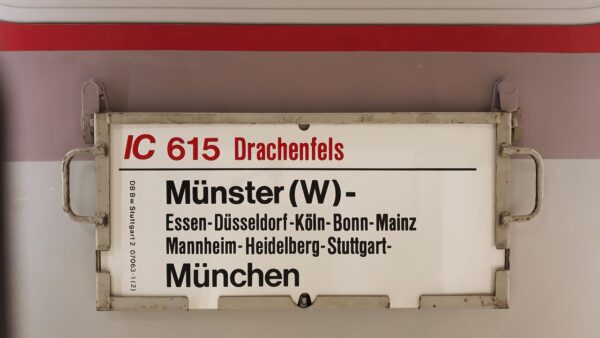 IC 615 Drachenfels
Münster (W) -
Essen - Düsseldorf - Köln - Bonn - Mainz
Mannheim - Heidelberg - Stuttgart -
München
DB Bw Stuttgart 2 07063-1 (2)